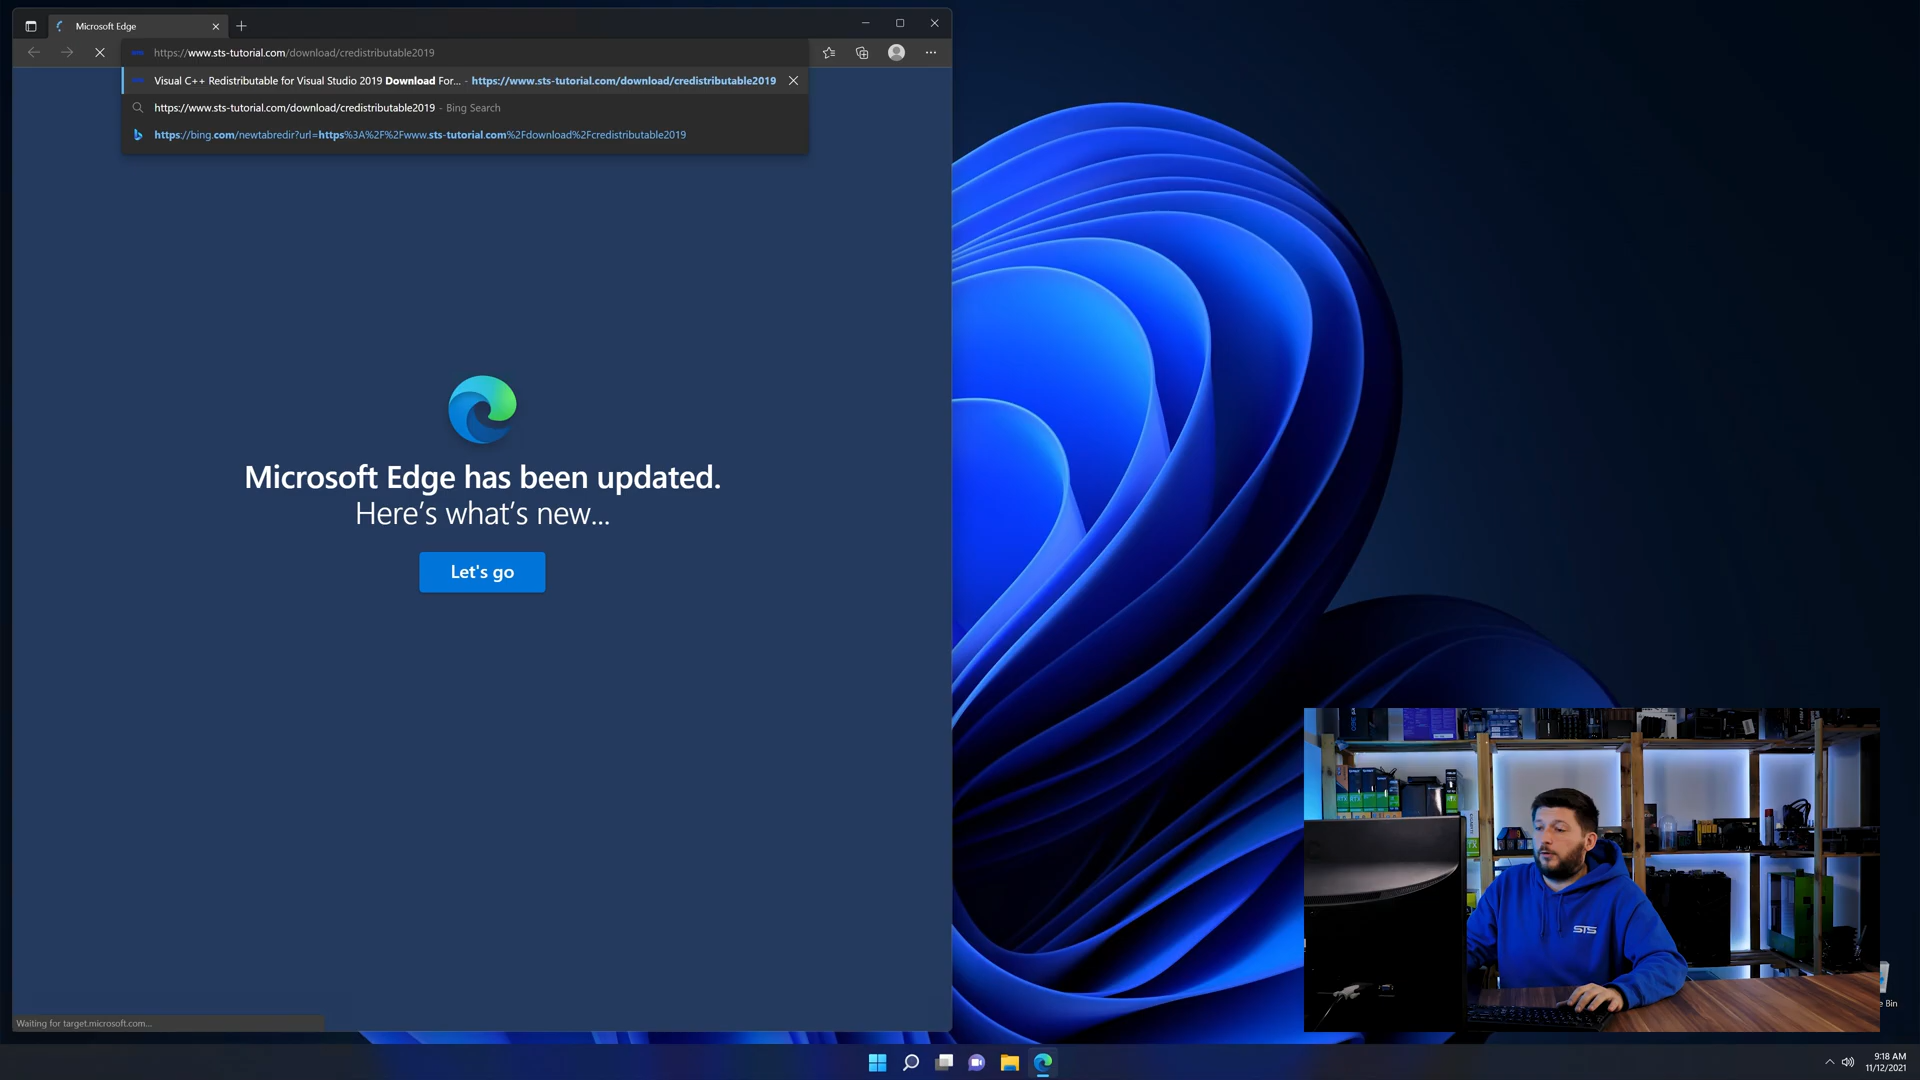 Microsoft Edge
https://www.sts-tutorial.com/download/credistributable2019
Visual C++ Redistributable for Visual Studio 2019 Download For... - https://www.sts-tutorial.com/download/credistributable2019
https://www.sts-tutorial.com/download/credistributable2019 - Bing Search
https://bing.com/newtabredir?url=https%3A%2F%2Fwww.sts-tutorial.com%2Fdownload%2Fcredistributable2019
Microsoft Edge has been updated.
Here's what's new...
Let's go
STS
Bin
Waiting for target.microsoft.com...
9:18 AM
11/12/2021